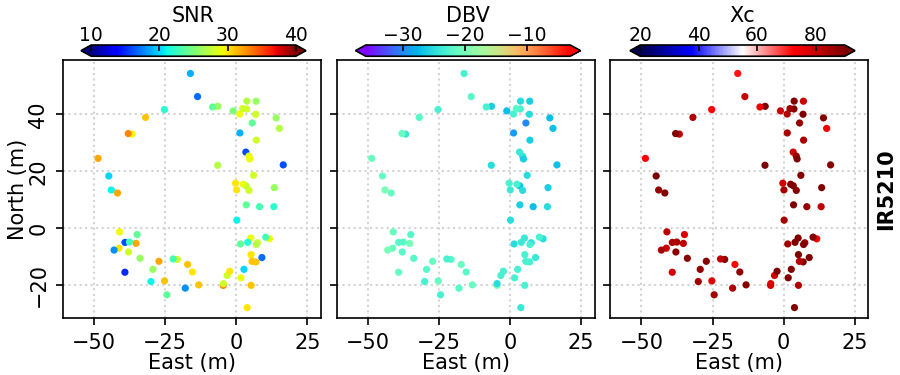 SNR DBV Xc
10 20 30 40 −30 −20 −10 20 40 60 80
North (m)
40
20
0
−20
IR5210
−50 −25 0 25 −50 −25 0 25 −50 −25 0 25
East (m) East (m) East (m)